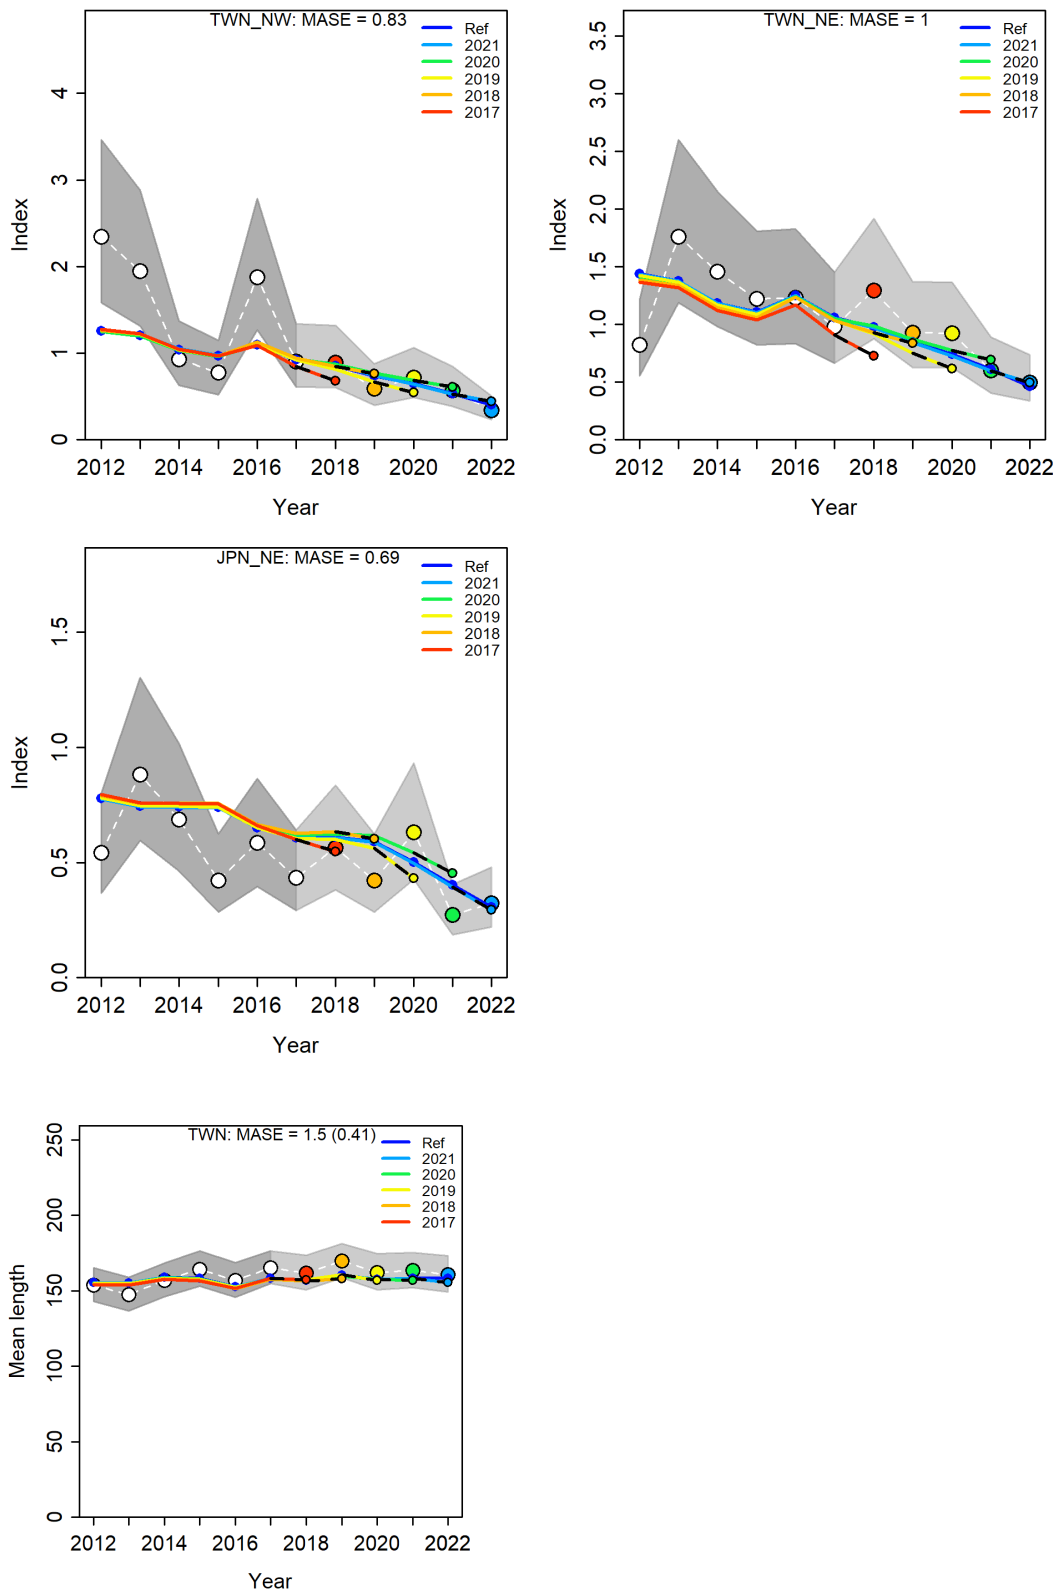 TWN_NW: MASE = 0.83
Ref
2021
2020
2019
2018
2017
4
3
2
1
0
Index
2012 2014 2016 2018 2020 2022
Year
TWN_NE: MASE = 1
Ref
2021
2020
2019
2018
2017
3.5
3.0
2.5
2.0
1.5
1.0
0.5
0.0
Index
2012 2014 2016 2018 2020 2022
Year
JPN_NE: MASE = 0.69
Ref
2021
2020
2019
2018
2017
1.5
1.0
0.5
0.0
Index
2012 2014 2016 2018 2020 2022
Year
TWN: MASE = 1.5 (0.41)
Ref
2021
2020
2019
2018
2017
250
200
150
100
50
0
Mean length
2012 2014 2016 2018 2020 2022
Year